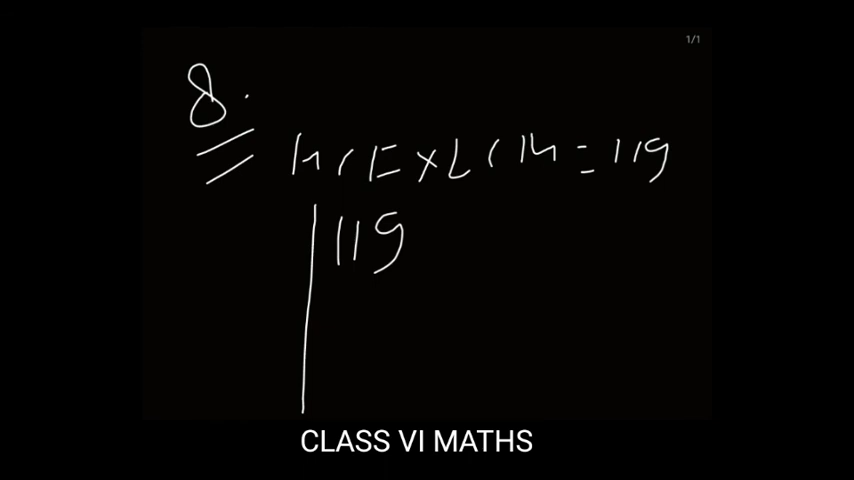 1/1
8.
HCF × LCM = 119
119
CLASS VI MATHS